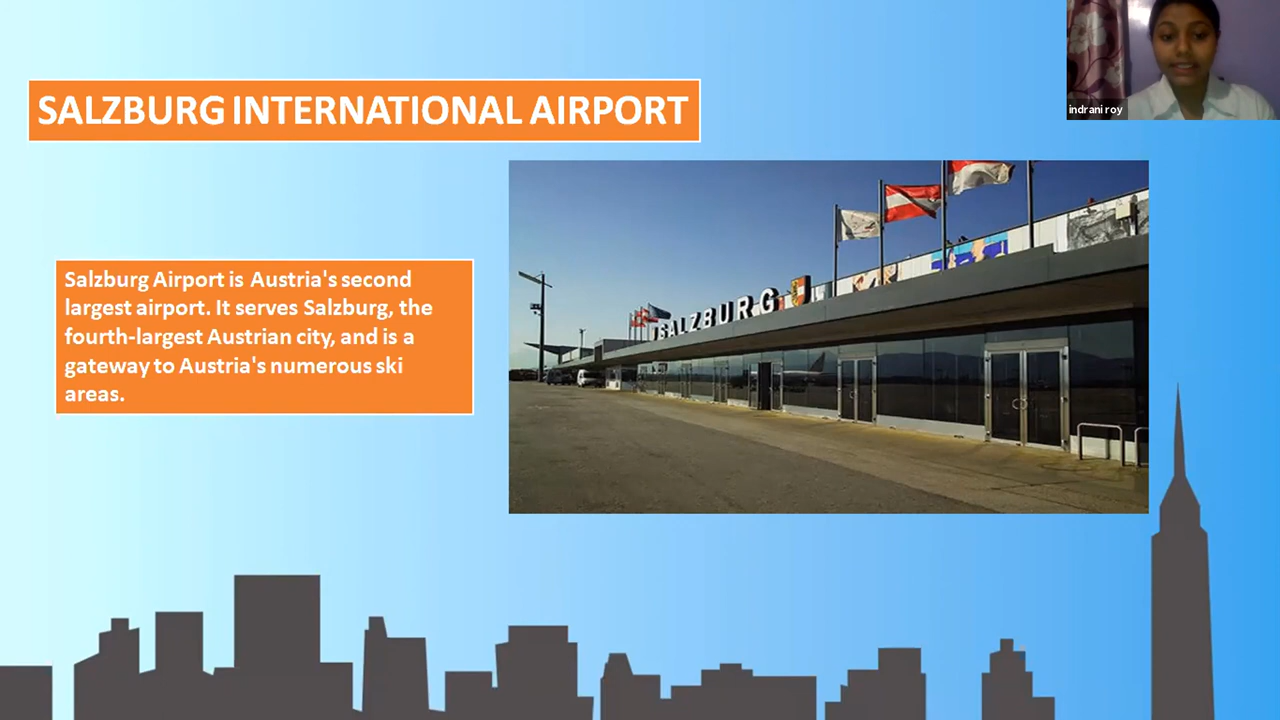 SALZBURG INTERNATIONAL AIRPORT
indrani roy
Salzburg Airport is Austria's second
largest airport. It serves Salzburg, the
fourth-largest Austrian city, and is a
gateway to Austria's numerous ski
areas.
SALZBURG